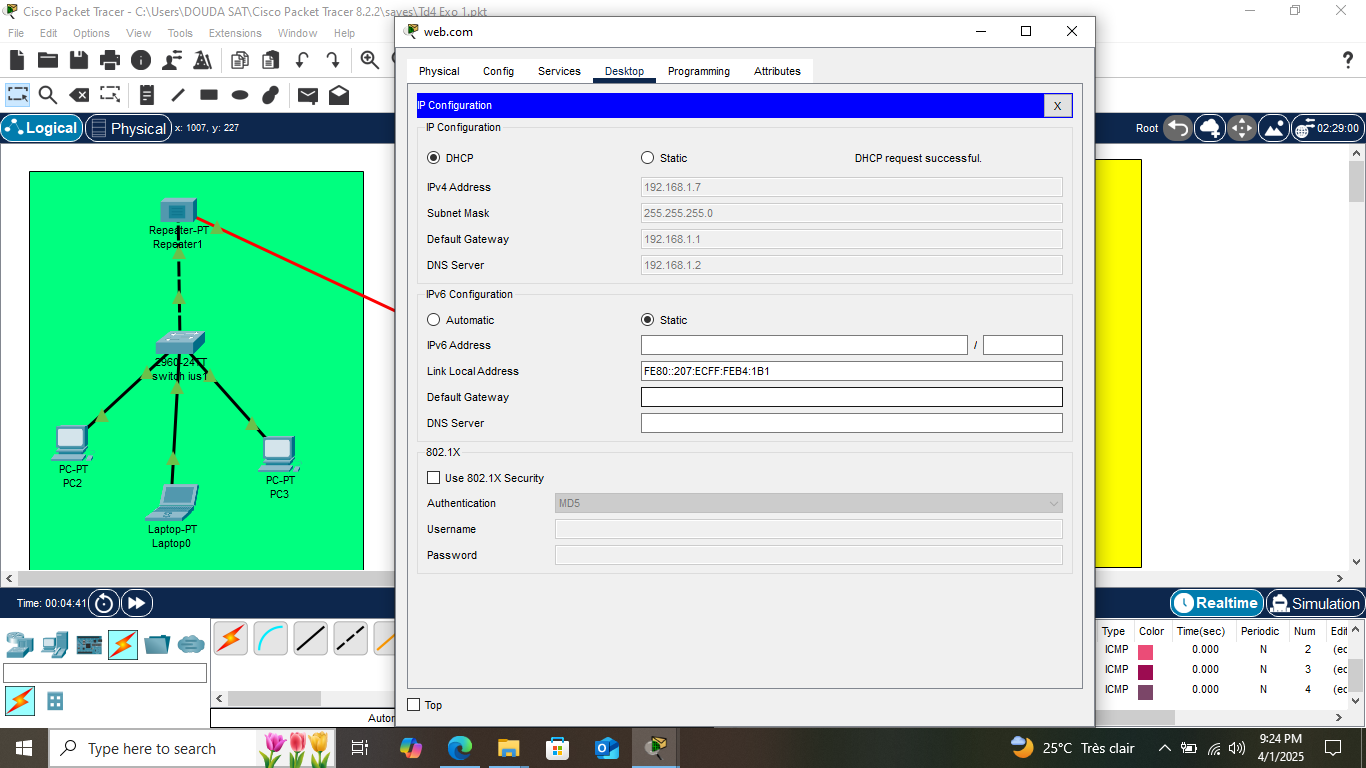 Cisco Packet Tracer - C:\Users\DOUDA SAT\Cisco Packet Tracer 8.2.2\saves\Td4 Exo 1.pkt
File Edit Options View Tools Extensions Window Help
Logical Physical x: 1007, y: 227
Root 02:29:00
Repeater-PT
Repeater1
2960-24TT
switch ius1
PC-PT
PC2
PC-PT
PC3
Laptop-PT
Laptop0
web.com
Physical Config Services Desktop Programming Attributes
IP Configuration X
IP Configuration
DHCP Static DHCP request successful.
IPv4 Address 192.168.1.7
Subnet Mask 255.255.255.0
Default Gateway 192.168.1.1
DNS Server 192.168.1.2
IPv6 Configuration
Automatic Static
IPv6 Address /
Link Local Address FE80::207:ECFF:FEB4:1B1
Default Gateway
DNS Server
802.1X
Use 802.1X Security
Authentication MD5
Username
Password
Top
Time: 00:04:41
Realtime Simulation
Type Color Time(sec) Periodic Num Edi
ICMP 0.000 N 2 (ec
ICMP 0.000 N 3 (ec
ICMP 0.000 N 4 (ec
Autor
Type here to search
25°C Très clair
9:24 PM
4/1/2025